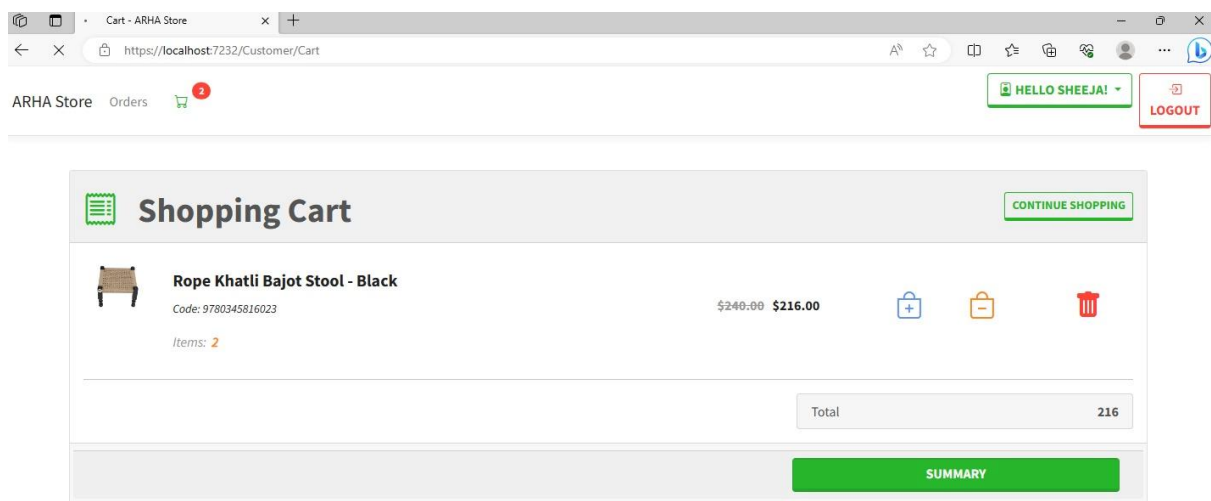 Cart - ARHA Store
https://localhost:7232/Customer/Cart
ARHA Store Orders 2 HELLO SHEEJA! LOGOUT
Shopping Cart CONTINUE SHOPPING
Rope Khatli Bajot Stool - Black
Code: 9780345816023
$240.00 $216.00
Items: 2
Total 216
SUMMARY